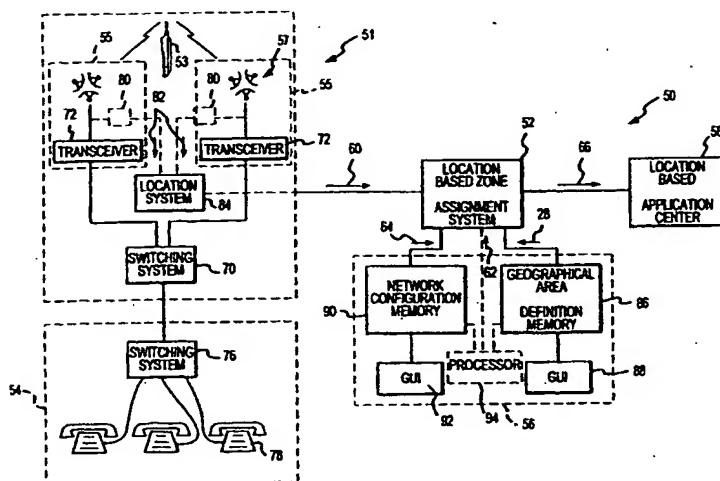 55
53
57
51
80
80
55
50
82
72
72
TRANSCEIVER
TRANSCEIVER
60
52
66
58
LOCATION
SYSTEM
84
LOCATION
BASED ZONE
ASSIGNMENT
SYSTEM
LOCATION
BASED
APPLICATION
CENTER
64
28
62
SWITCHING
SYSTEM
70
90
NETWORK
CONFIGURATION
MEMORY
GEOGRAPHICAL
AREA
DEFINITION
MEMORY
86
SWITCHING
SYSTEM
76
54
GUI
PROCESSOR
GUI
88
92
94
56
78